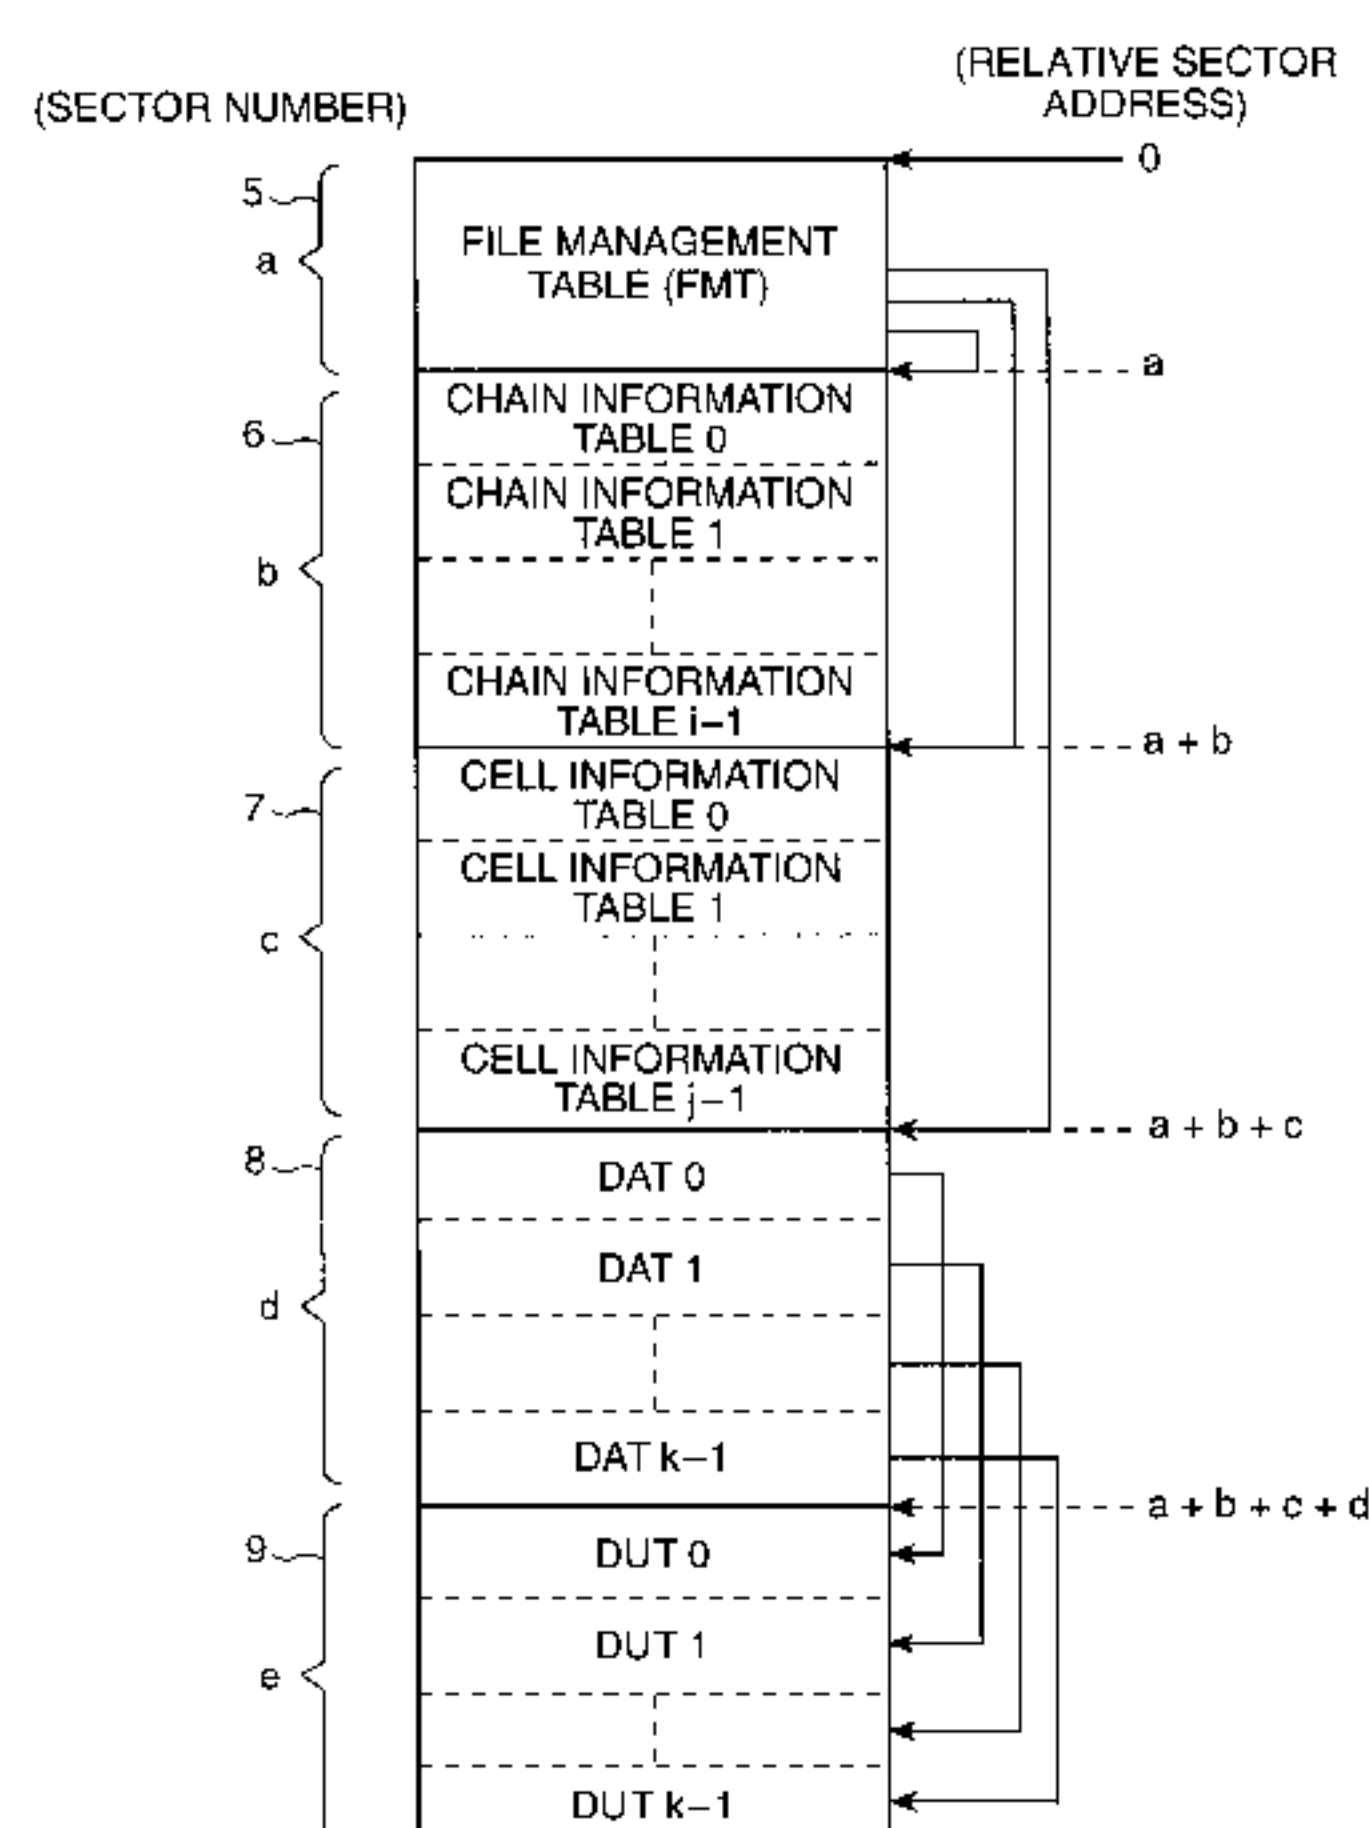 (RELATIVE SECTOR
ADDRESS)
(SECTOR NUMBER)
0
5
a
FILE MANAGEMENT
TABLE (FMT)
a
CHAIN INFORMATION
TABLE 0
6
CHAIN INFORMATION
TABLE 1
b
CHAIN INFORMATION
TABLE i–1
a + b
CELL INFORMATION
TABLE 0
7
CELL INFORMATION
TABLE 1
c
CELL INFORMATION
TABLE j–1
a + b + c
8
DAT 0
DAT 1
d
DAT k–1
a + b + c + d
9
DUT 0
DUT 1
e
DUT k–1